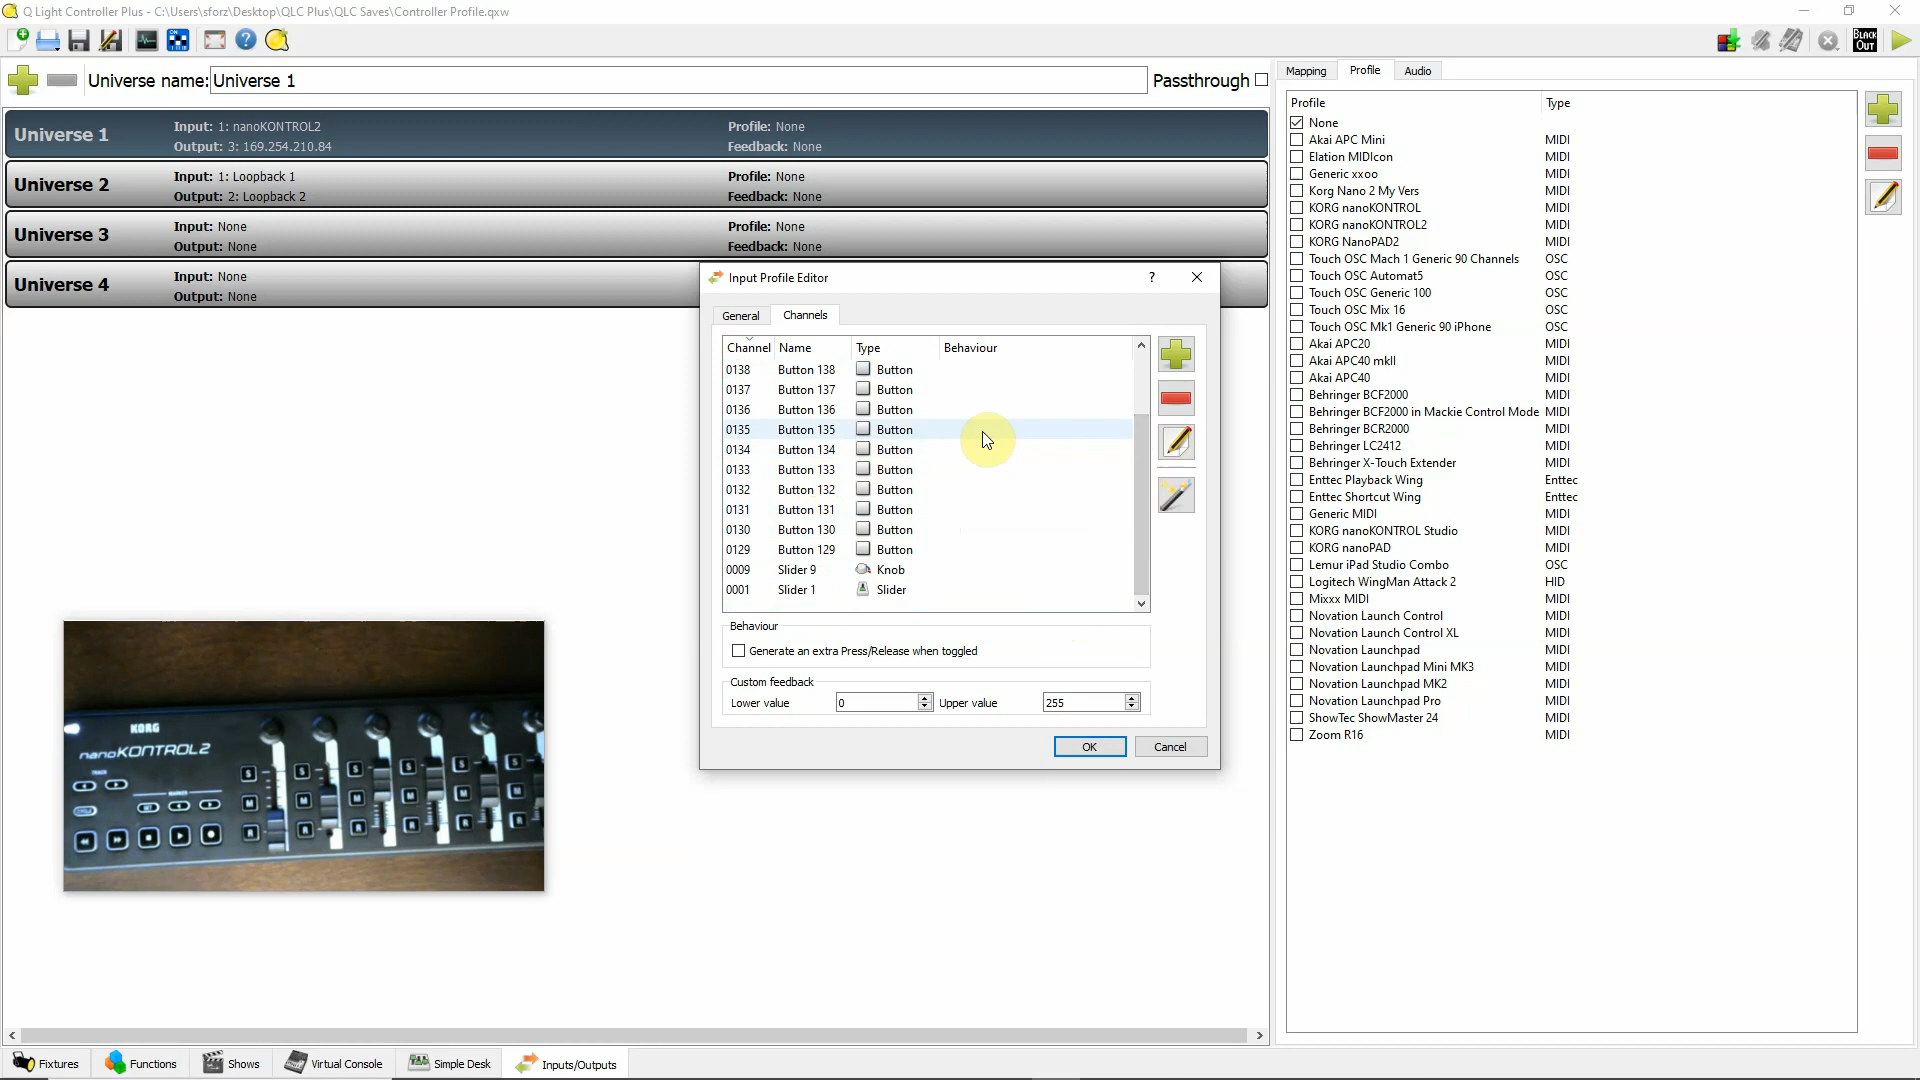 Q Light Controller Plus - C:\Users\sforz\Desktop\QLC Plus\QLC Saves\Controller Profile.qxw
BLACK OUT
Universe name: Universe 1
Passthrough
Universe 1
Input: 1: nanoKONTROL2
Output: 3: 169.254.210.84
Profile: None
Feedback: None
Universe 2
Input: 1: Loopback 1
Output: 2: Loopback 2
Profile: None
Feedback: None
Universe 3
Input: None
Output: None
Profile: None
Feedback: None
Universe 4
Input: None
Output: None
Input Profile Editor
?
General Channels
Channel Name Type Behaviour
0138 Button 138 Button
0137 Button 137 Button
0136 Button 136 Button
0135 Button 135 Button
0134 Button 134 Button
0133 Button 133 Button
0132 Button 132 Button
0131 Button 131 Button
0130 Button 130 Button
0129 Button 129 Button
0009 Slider 9 Knob
0001 Slider 1 Slider
Behaviour
Generate an extra Press/Release when toggled
Custom feedback
Lower value 0 Upper value 255
OK Cancel
KORG
nanoKONTROL2
Mapping Profile Audio
Profile Type
None
Akai APC Mini MIDI
Elation MIDIcon MIDI
Generic xxoo MIDI
Korg Nano 2 My Vers MIDI
KORG nanoKONTROL MIDI
KORG nanoKONTROL2 MIDI
KORG NanoPAD2 MIDI
Touch OSC Mach 1 Generic 90 Channels OSC
Touch OSC Automat5 OSC
Touch OSC Generic 100 OSC
Touch OSC Mix 16 OSC
Touch OSC Mk1 Generic 90 iPhone OSC
Akai APC20 MIDI
Akai APC40 mkII MIDI
Akai APC40 MIDI
Behringer BCF2000 MIDI
Behringer BCF2000 in Mackie Control Mode MIDI
Behringer BCR2000 MIDI
Behringer LC2412 MIDI
Behringer X-Touch Extender MIDI
Enttec Playback Wing Enttec
Enttec Shortcut Wing Enttec
Generic MIDI MIDI
KORG nanoKONTROL Studio MIDI
KORG nanoPAD MIDI
Lemur iPad Studio Combo OSC
Logitech WingMan Attack 2 HID
Mixxx MIDI MIDI
Novation Launch Control MIDI
Novation Launch Control XL MIDI
Novation Launchpad MIDI
Novation Launchpad Mini MK3 MIDI
Novation Launchpad MK2 MIDI
Novation Launchpad Pro MIDI
ShowTec ShowMaster 24 MIDI
Zoom R16 MIDI
Fixtures Functions Shows Virtual Console Simple Desk Inputs/Outputs